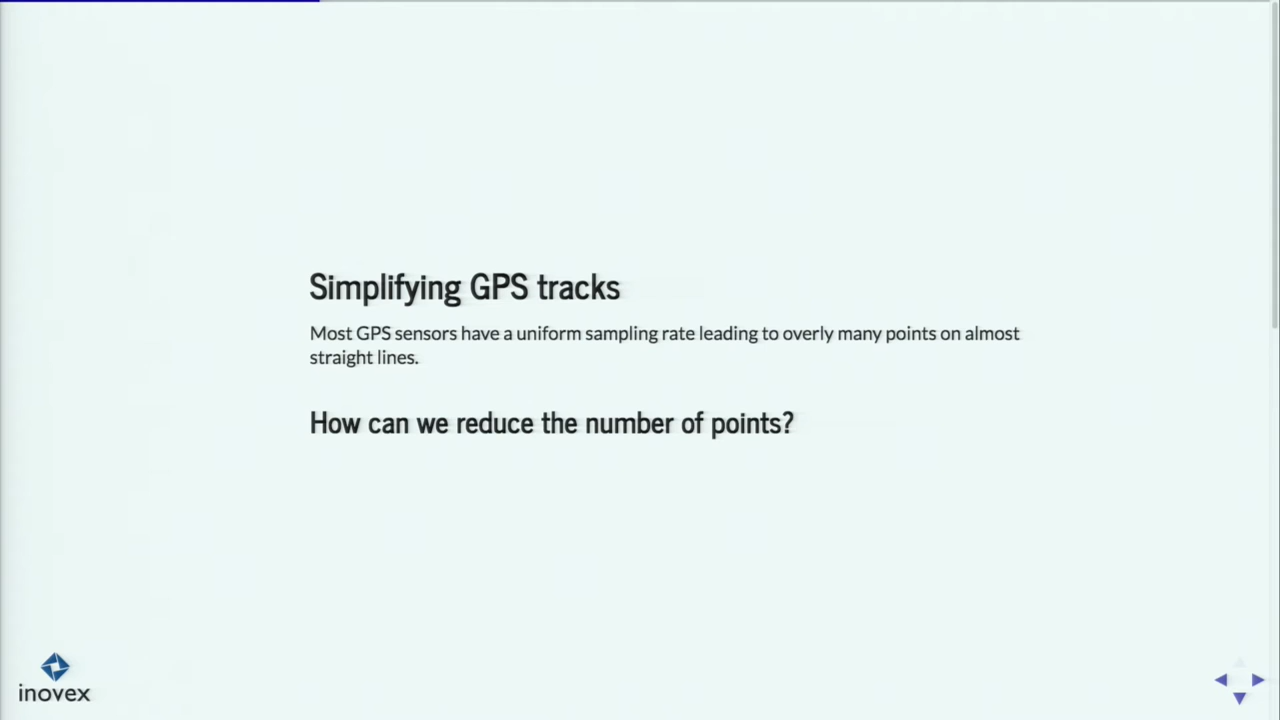 Simplifying GPS tracks
Most GPS sensors have a uniform sampling rate leading to overly many points on almost
straight lines.
How can we reduce the number of points?
inovex